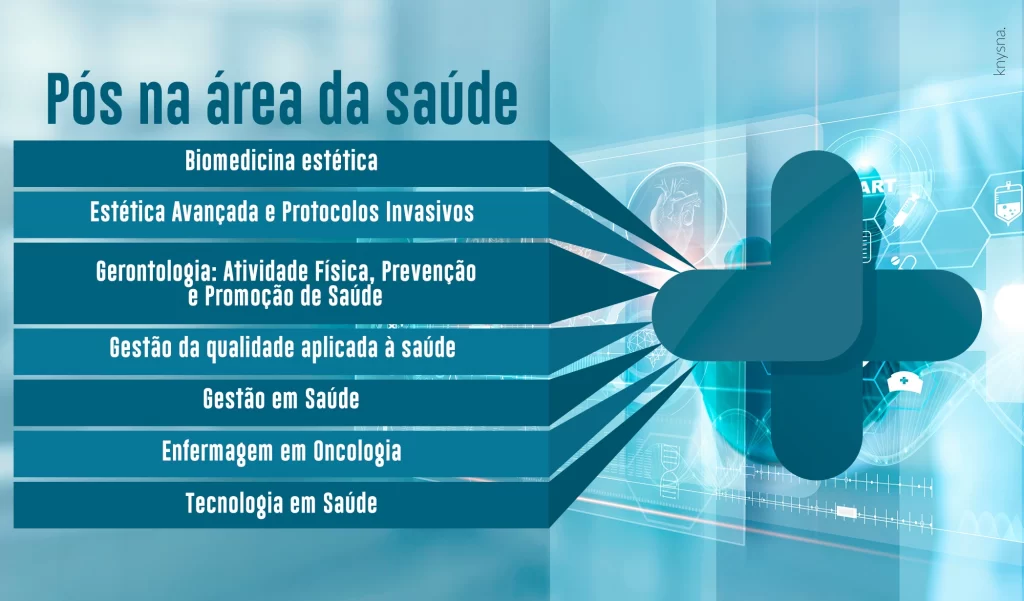 knysna.
Pós na área da saúde
Biomedicina estética
Estética Avançada e Protocolos Invasivos
Gerontologia: Atividade Física, Prevenção
e Promoção de Saúde
Gestão da qualidade aplicada à saúde
Gestão em Saúde
Enfermagem em Oncologia
Tecnologia em Saúde